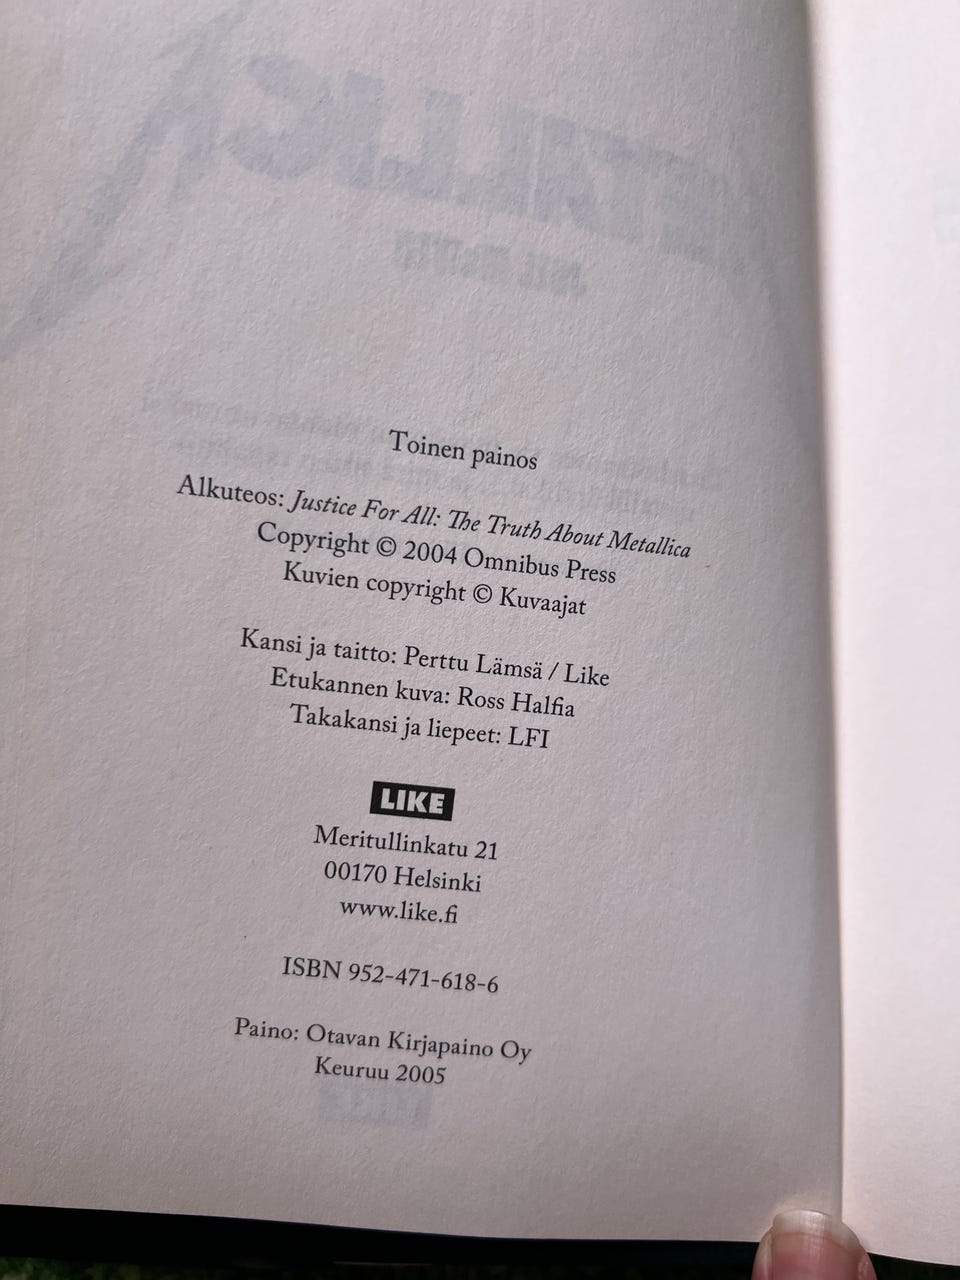 Toinen painos
Alkuteos: Justice For All: The Truth About Metallica
Copyright © 2004 Omnibus Press
Kuvien copyright © Kuvaajat
Kansi ja taitto: Perttu Lämsä / Like
Etukannen kuva: Ross Halfia
Takakansi ja liepeet: LFI
LIKE
Meritullinkatu 21
00170 Helsinki
www.like.fi
ISBN 952-471-618-6
Paino: Otavan Kirjapaino Oy
Keuruu 2005